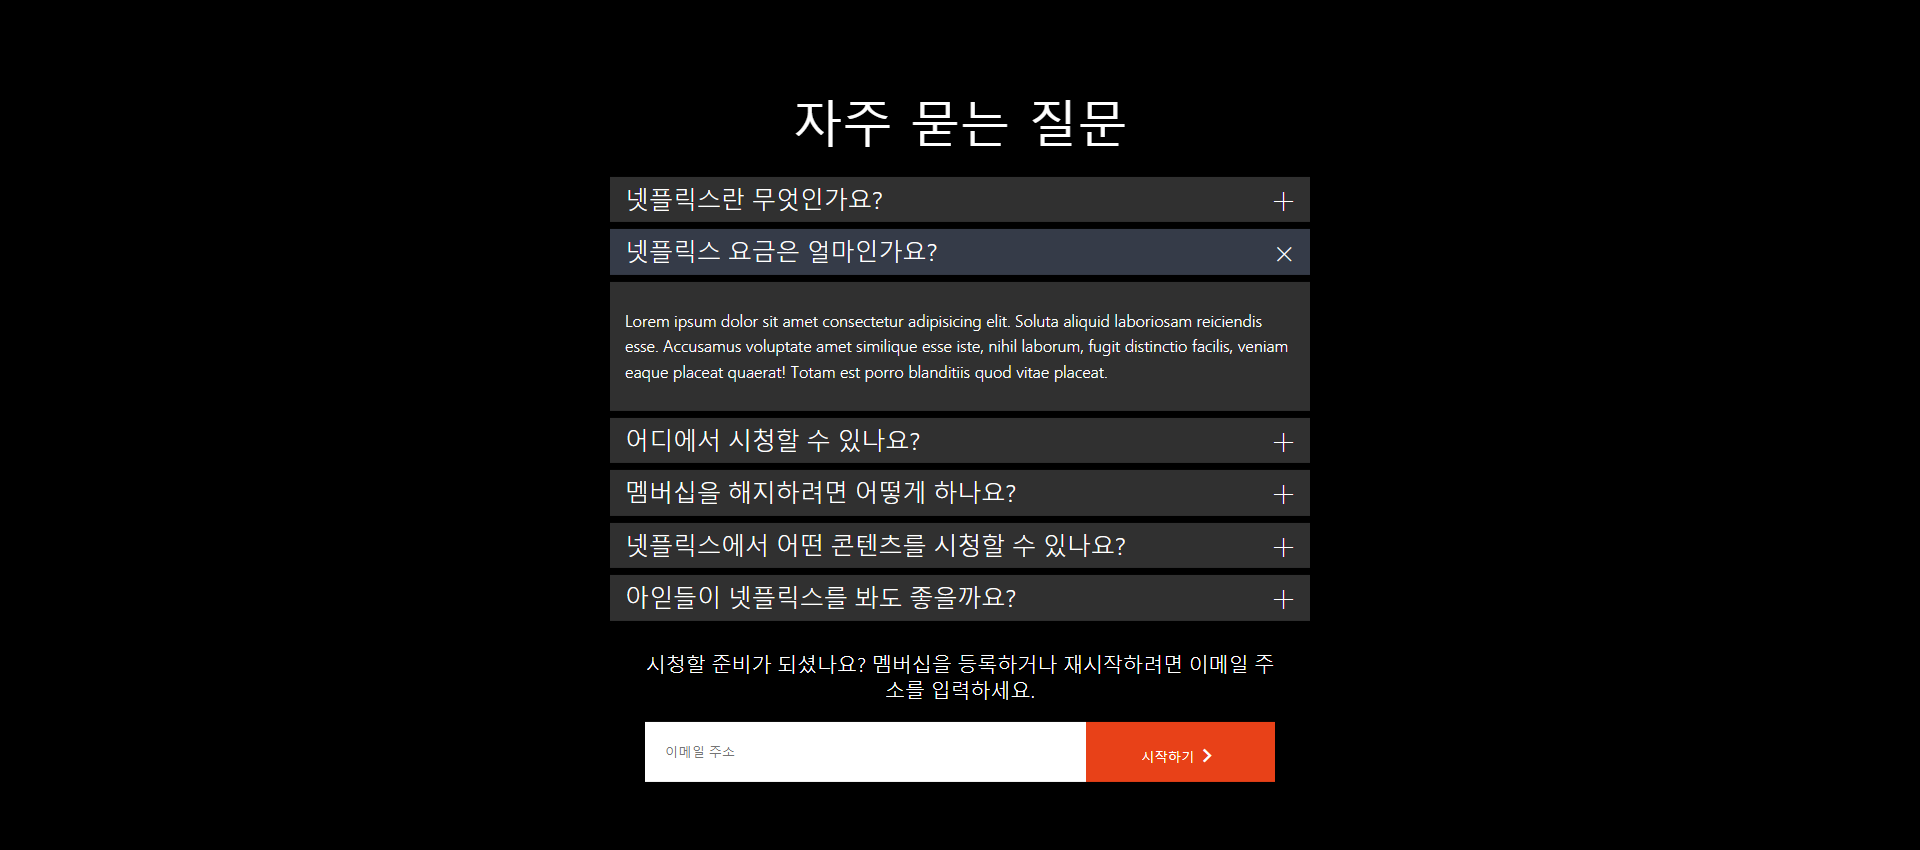 자주 묻는 질문
넷플릭스란 무엇인가요?
넷플릭스 요금은 얼마인가요?
Lorem ipsum dolor sit amet consectetur adipisicing elit. Soluta aliquid laboriosam reiciendis
esse. Accusamus voluptate amet similique esse iste, nihil laborum, fugit distinctio facilis, veniam
eaque placeat quaerat! Totam est porro blanditiis quod vitae placeat.
어디에서 시청할 수 있나요?
멤버십을 해지하려면 어떻게 하나요?
넷플릭스에서 어떤 콘텐츠를 시청할 수 있나요?
아읻들이 넷플릭스를 봐도 좋을까요?
시청할 준비가 되셨나요? 멤버십을 등록하거나 재시작하려면 이메일 주
소를 입력하세요.
이메일 주소
시작하기